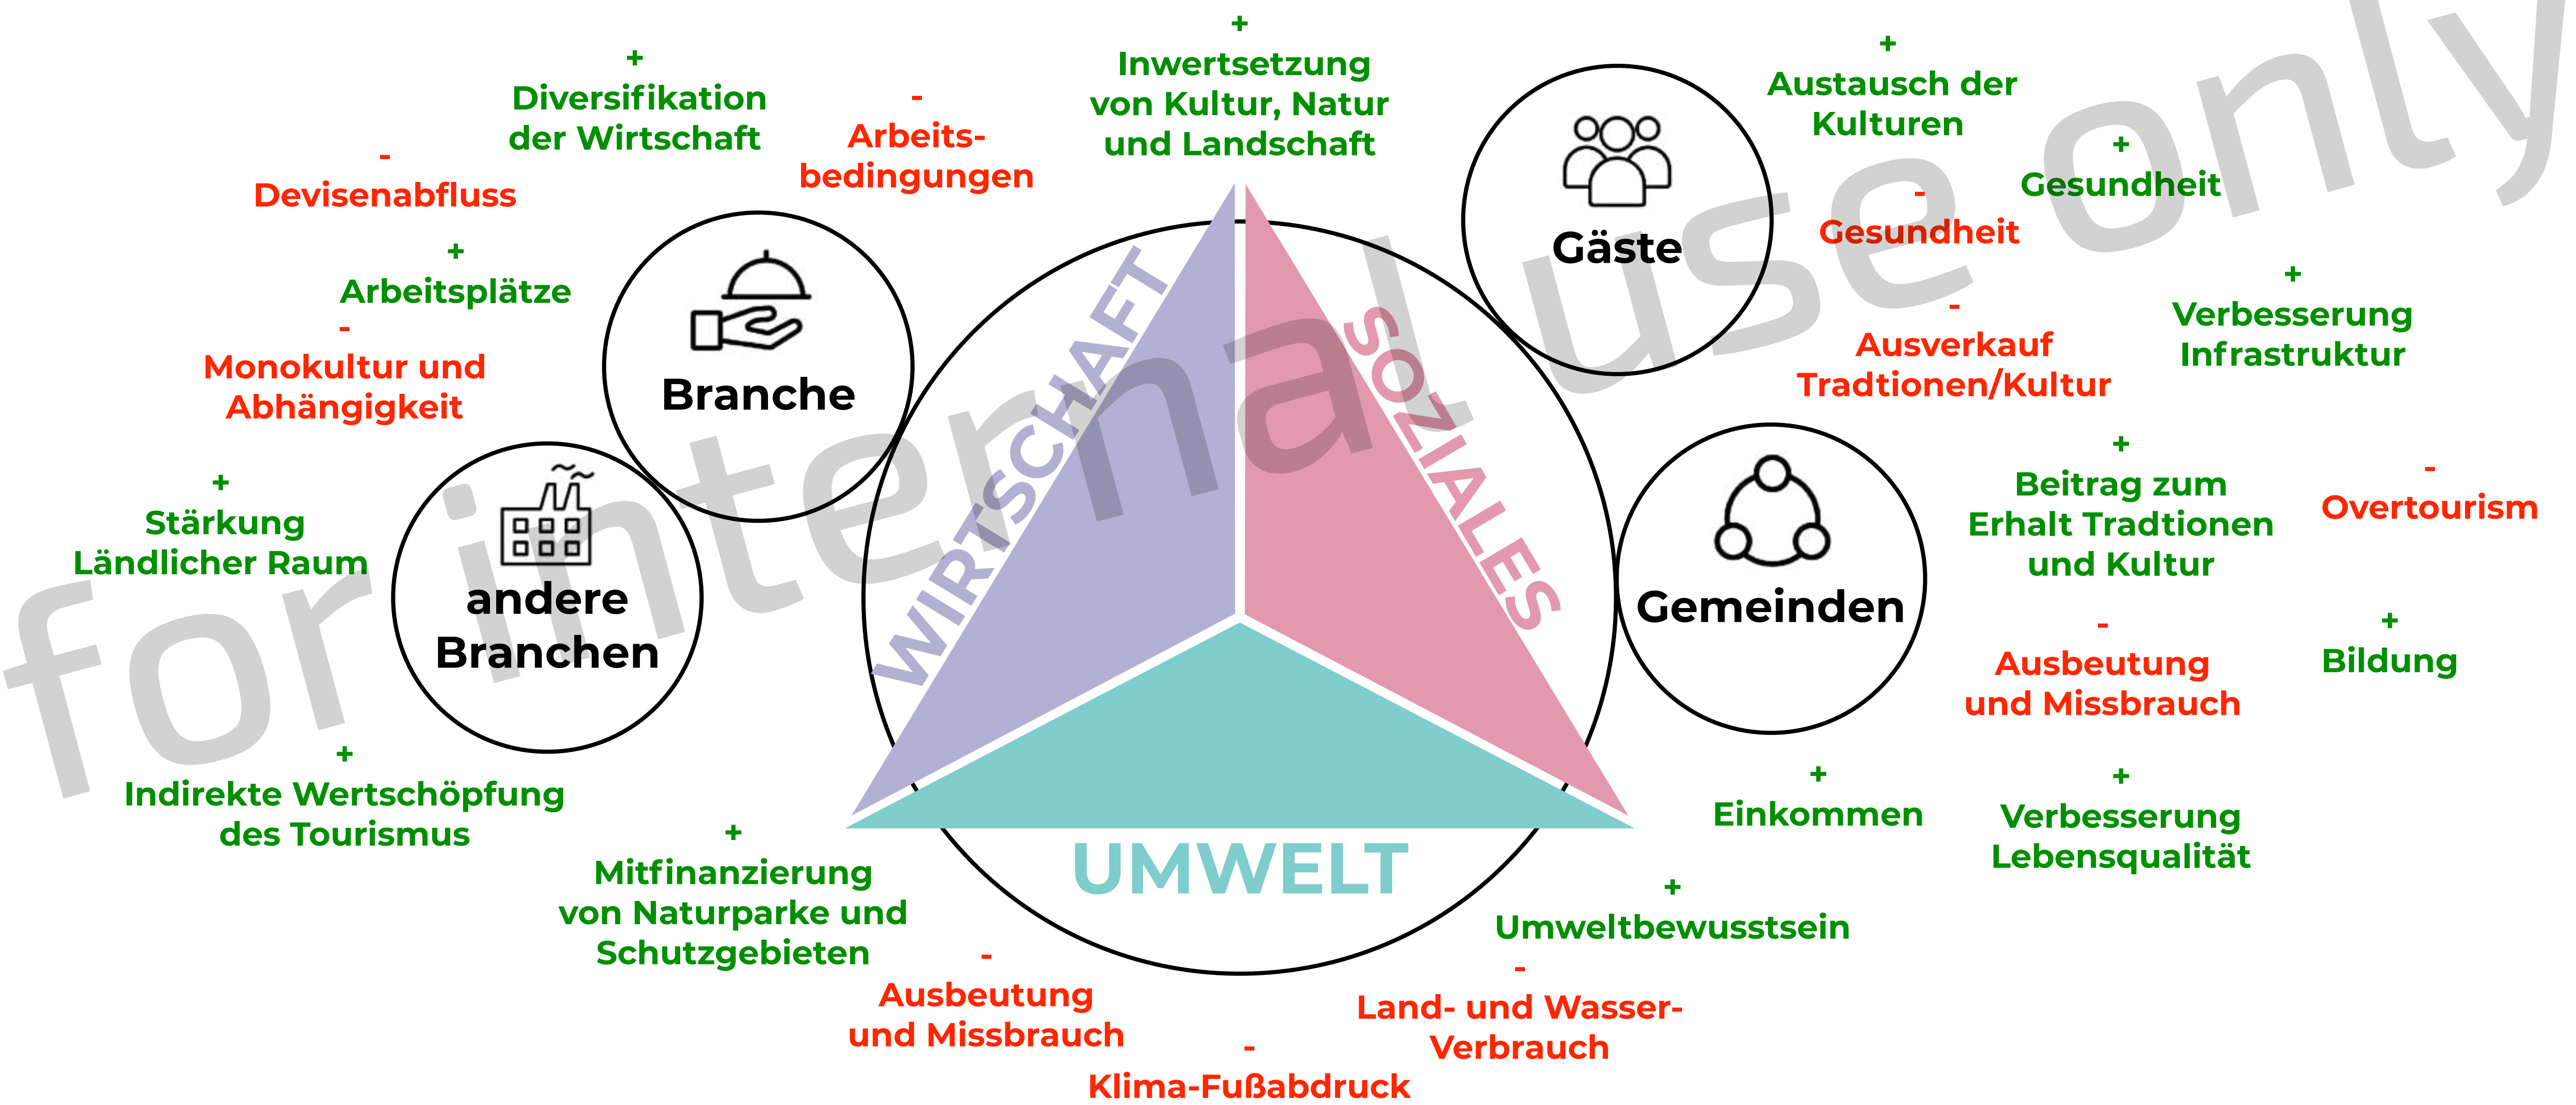 +
Inwertsetzung
von Kultur, Natur
und Landschaft
+
Diversifikation
der Wirtschaft
-
Arbeits-
bedingungen
-
Devisenabfluss
+
Arbeitsplätze
-
Monokultur und
Abhängigkeit
+
Stärkung
Ländlicher Raum
+
Indirekte Wertschöpfung
des Tourismus
Branche
andere
Branchen
WIRTSCHAFT
SOZIALES
UMWELT
Gäste
Gemeinden
+
Austausch der
Kulturen
+
Gesundheit
-
Gesundheit
+
Verbesserung
Infrastruktur
-
Ausverkauf
Tradtionen/Kultur
+
Beitrag zum
Erhalt Tradtionen
und Kultur
-
Overtourism
-
Ausbeutung
und Missbrauch
+
Bildung
+
Einkommen
+
Verbesserung
Lebensqualität
+
Mitfinanzierung
von Naturparke und
Schutzgebieten
-
Ausbeutung
und Missbrauch
-
Klima-Fußabdruck
-
Land- und Wasser-
Verbrauch
+
Umweltbewusstsein
for internal use only